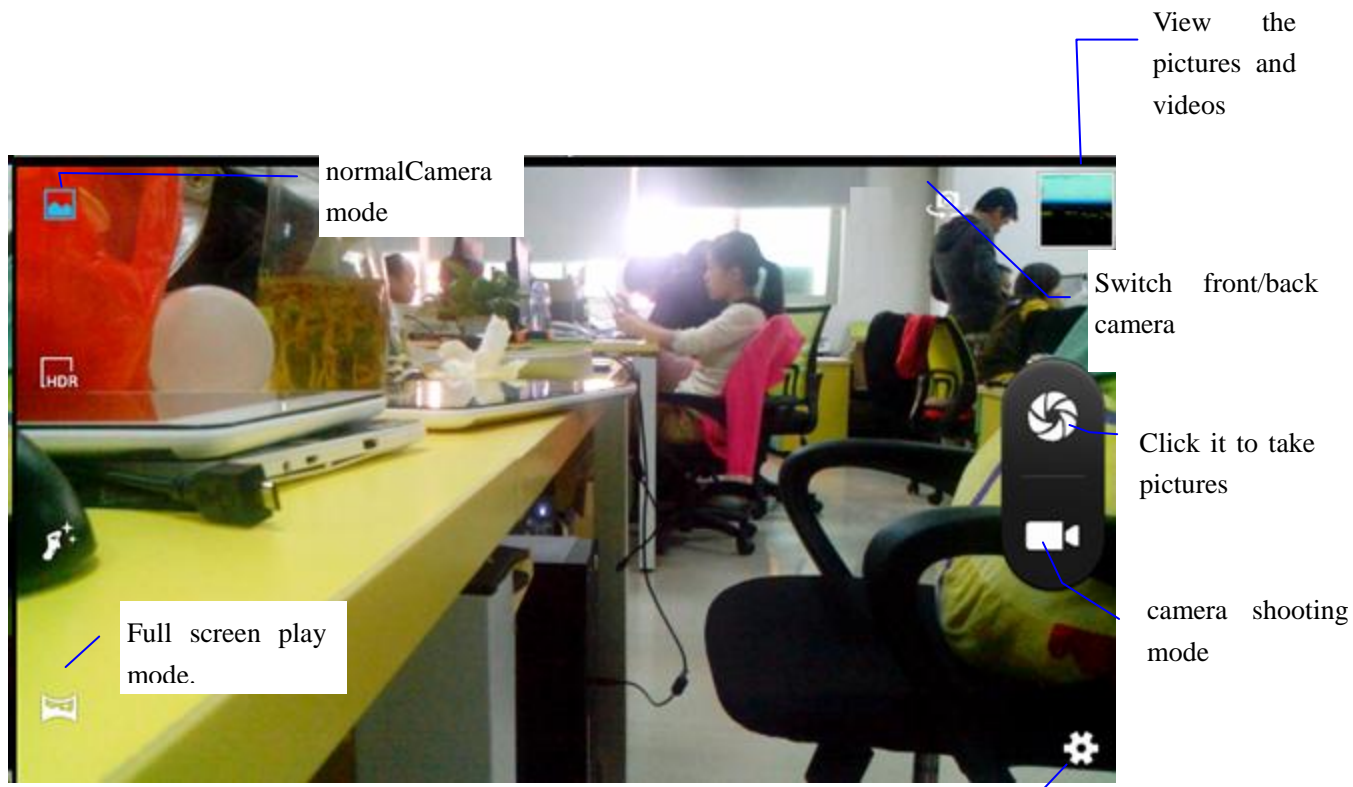 View the
pictures and
videos
normalCamera
mode
Switch front/back
camera
HDR
Click it to take
pictures
camera shooting
mode
Full screen play
mode.